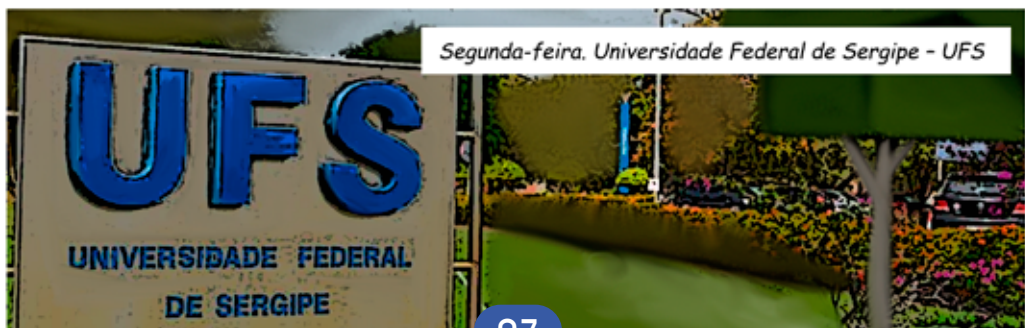 Segunda-feira. Universidade Federal de Sergipe – UFS
UFS
UNIVERSIDADE FEDERAL
DE SERGIPE